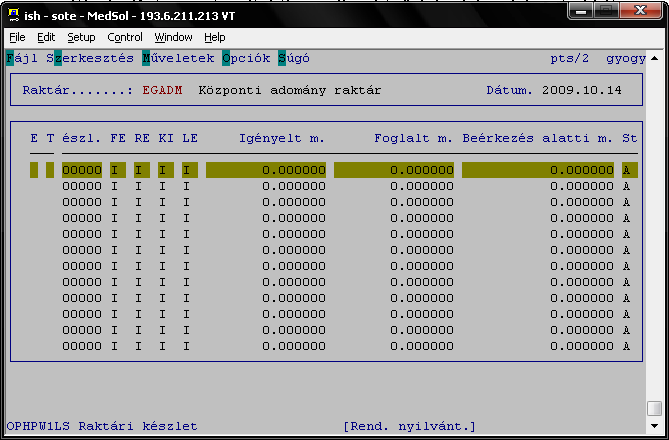 ish - sote - MedSol - 193.6.211.213 VT
File Edit Setup Control Window Help
Fájl Szerkesztés Műveletek Opciók Súgó pts/2 gyogy
Raktár.......: EGADM Központi adomány raktár Dátum. 2009.10.14
E T észl. FE RE KI LE Igényelt m. Foglalt m. Beérkezés alatti m. St
00000 I I I I 0.000000 0.000000 0.000000 A
00000 I I I I 0.000000 0.000000 0.000000 A
00000 I I I I 0.000000 0.000000 0.000000 A
00000 I I I I 0.000000 0.000000 0.000000 A
00000 I I I I 0.000000 0.000000 0.000000 A
00000 I I I I 0.000000 0.000000 0.000000 A
00000 I I I I 0.000000 0.000000 0.000000 A
00000 I I I I 0.000000 0.000000 0.000000 A
00000 I I I I 0.000000 0.000000 0.000000 A
00000 I I I I 0.000000 0.000000 0.000000 A
00000 I I I I 0.000000 0.000000 0.000000 A
00000 I I I I 0.000000 0.000000 0.000000 A
OPHPW1LS Raktári készlet [Rend. nyilvánt.]